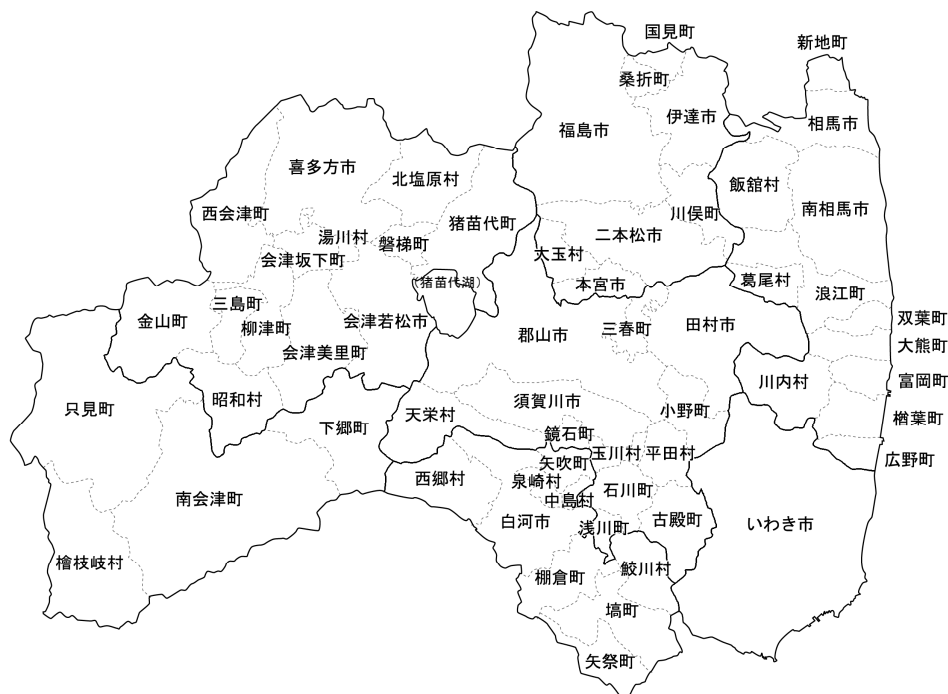 国見町
新地町
桑折町
伊達市
相馬市
福島市
喜多方市
北塩原村
飯舘村
西会津町
猪苗代町
川俣町
南相馬市
湯川村
磐梯町
二本松市
会津坂下町
大玉村
(猪苗代湖)
本宮市
葛尾村
浪江町
三島町
金山町
柳津町
会津若松市
郡山市
三春町
田村市
双葉町
大熊町
会津美里町
川内村
富岡町
只見町
昭和村
須賀川市
小野町
天栄村
楢葉町
下郷町
鏡石町
玉川村
平田村
広野町
矢吹町
西郷村
泉崎村
石川町
南会津町
中島村
白河市
浅川町
古殿町
いわき市
檜枝岐村
棚倉町
鮫川村
塙町
矢祭町